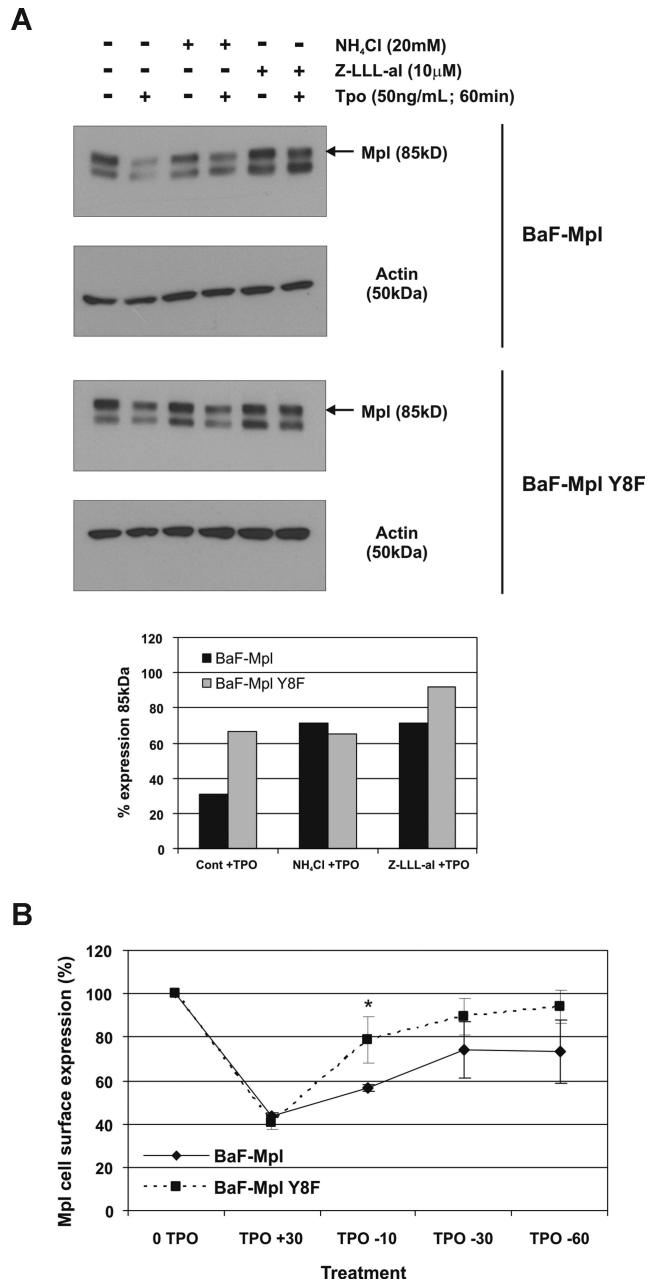 A
- - + + - - NH₄Cl (20mM)
- - - - + + Z-LLL-al (10µM)
- + - + - + Tpo (50ng/mL; 60min)
Mpl (85kD)
BaF-Mpl
Actin
(50kDa)
Mpl (85kD)
BaF-Mpl Y8F
Actin
(50kDa)
% expression 85kDa
120
100
80
60
40
20
0
BaF-Mpl
BaF-Mpl Y8F
Cont +TPO NH₄Cl +TPO Z-LLL-al +TPO
B
Mpl cell surface expression (%)
120
100
80
60
40
20
0
*
BaF-Mpl
BaF-Mpl Y8F
0 TPO TPO +30 TPO -10 TPO -30 TPO -60
Treatment